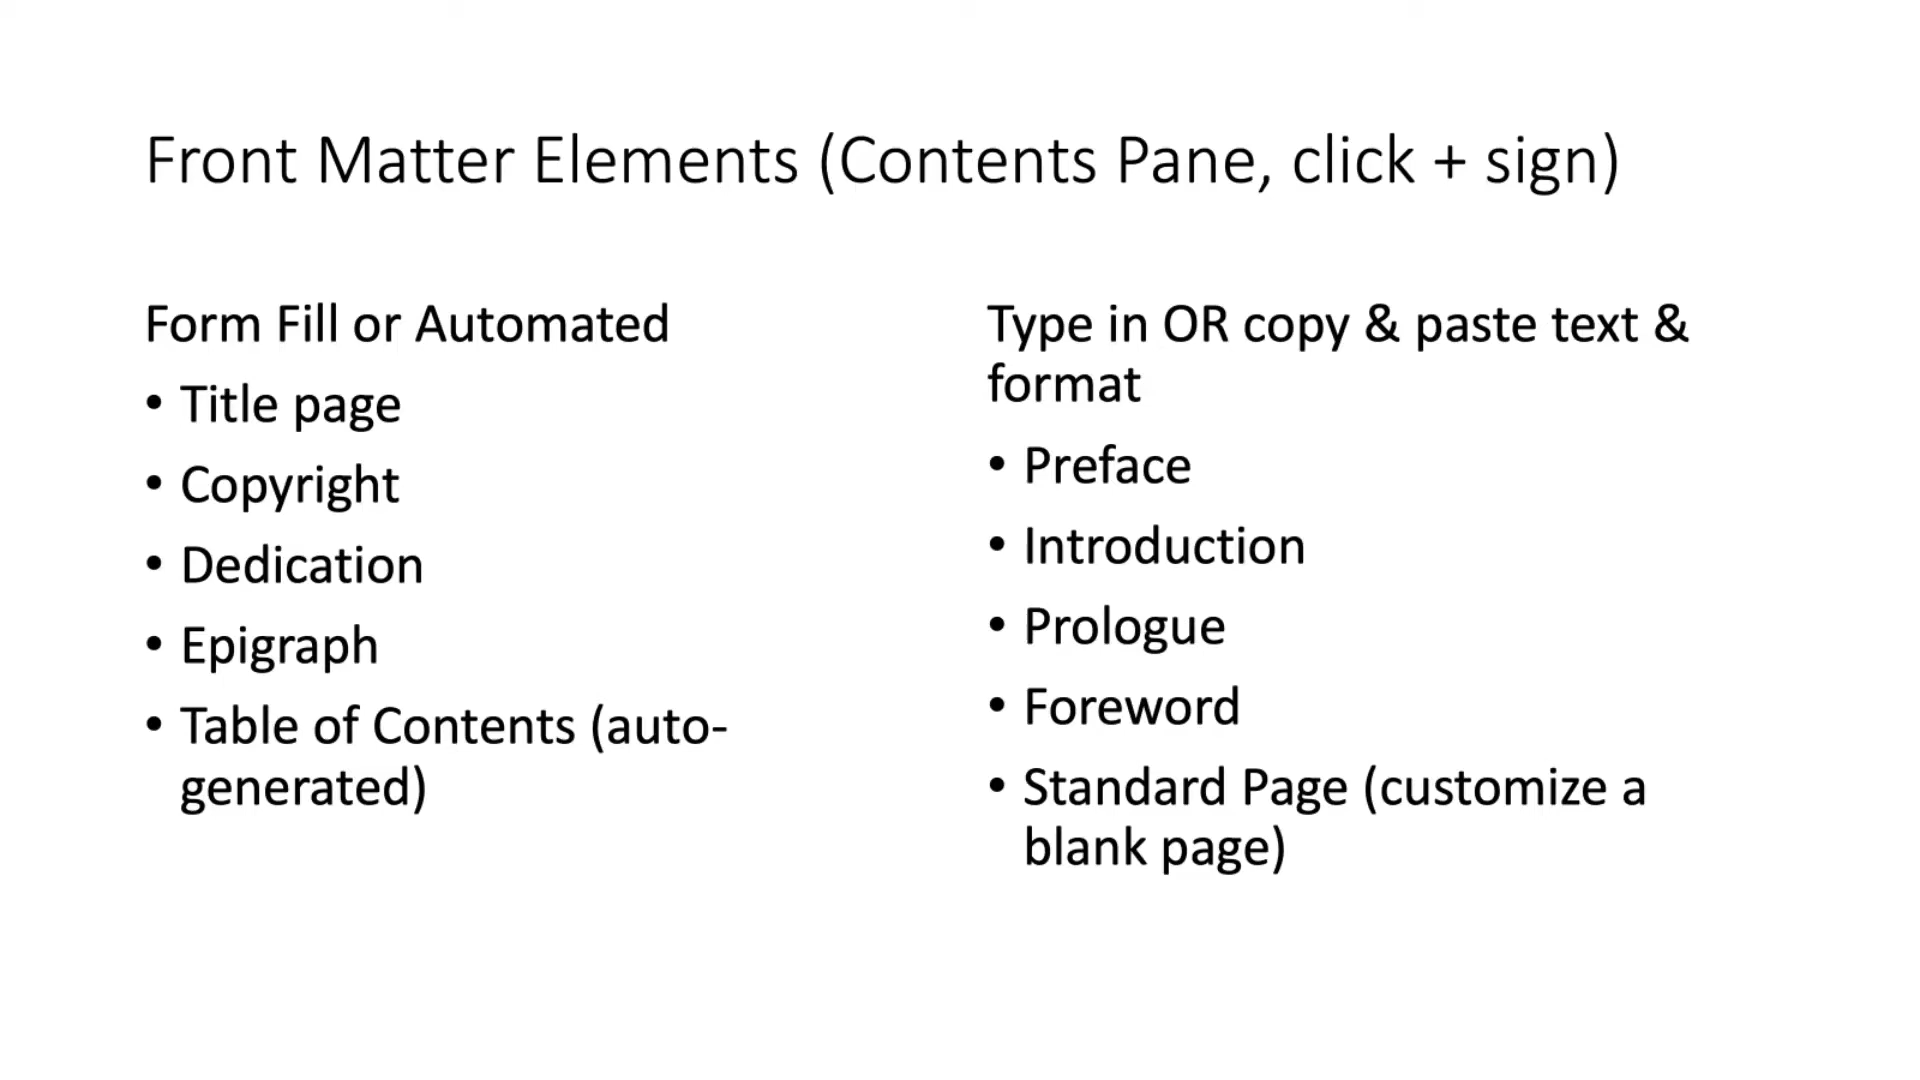 Front Matter Elements (Contents Pane, click + sign)
Form Fill or Automated
• Title page
• Copyright
• Dedication
• Epigraph
• Table of Contents (auto-
generated)
Type in OR copy & paste text &
format
• Preface
• Introduction
• Prologue
• Foreword
• Standard Page (customize a
blank page)